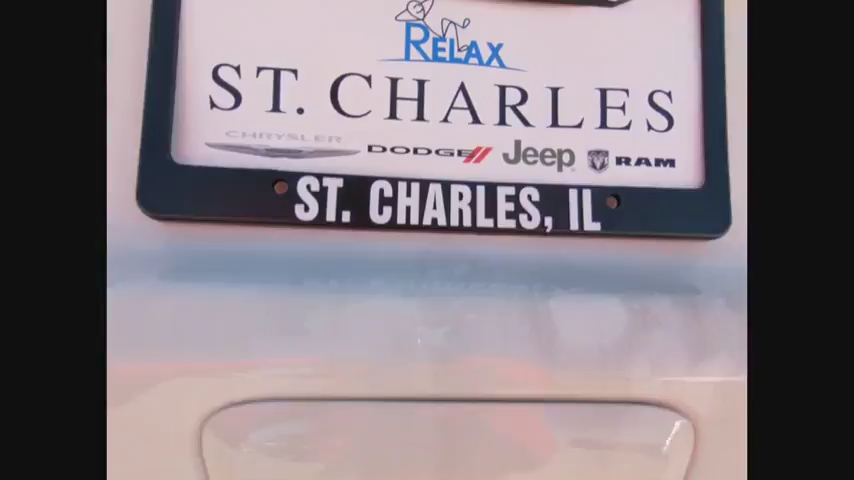 RELAX
ST. CHARLES
CHRYSLER DODGE Jeep RAM
ST. CHARLES, IL